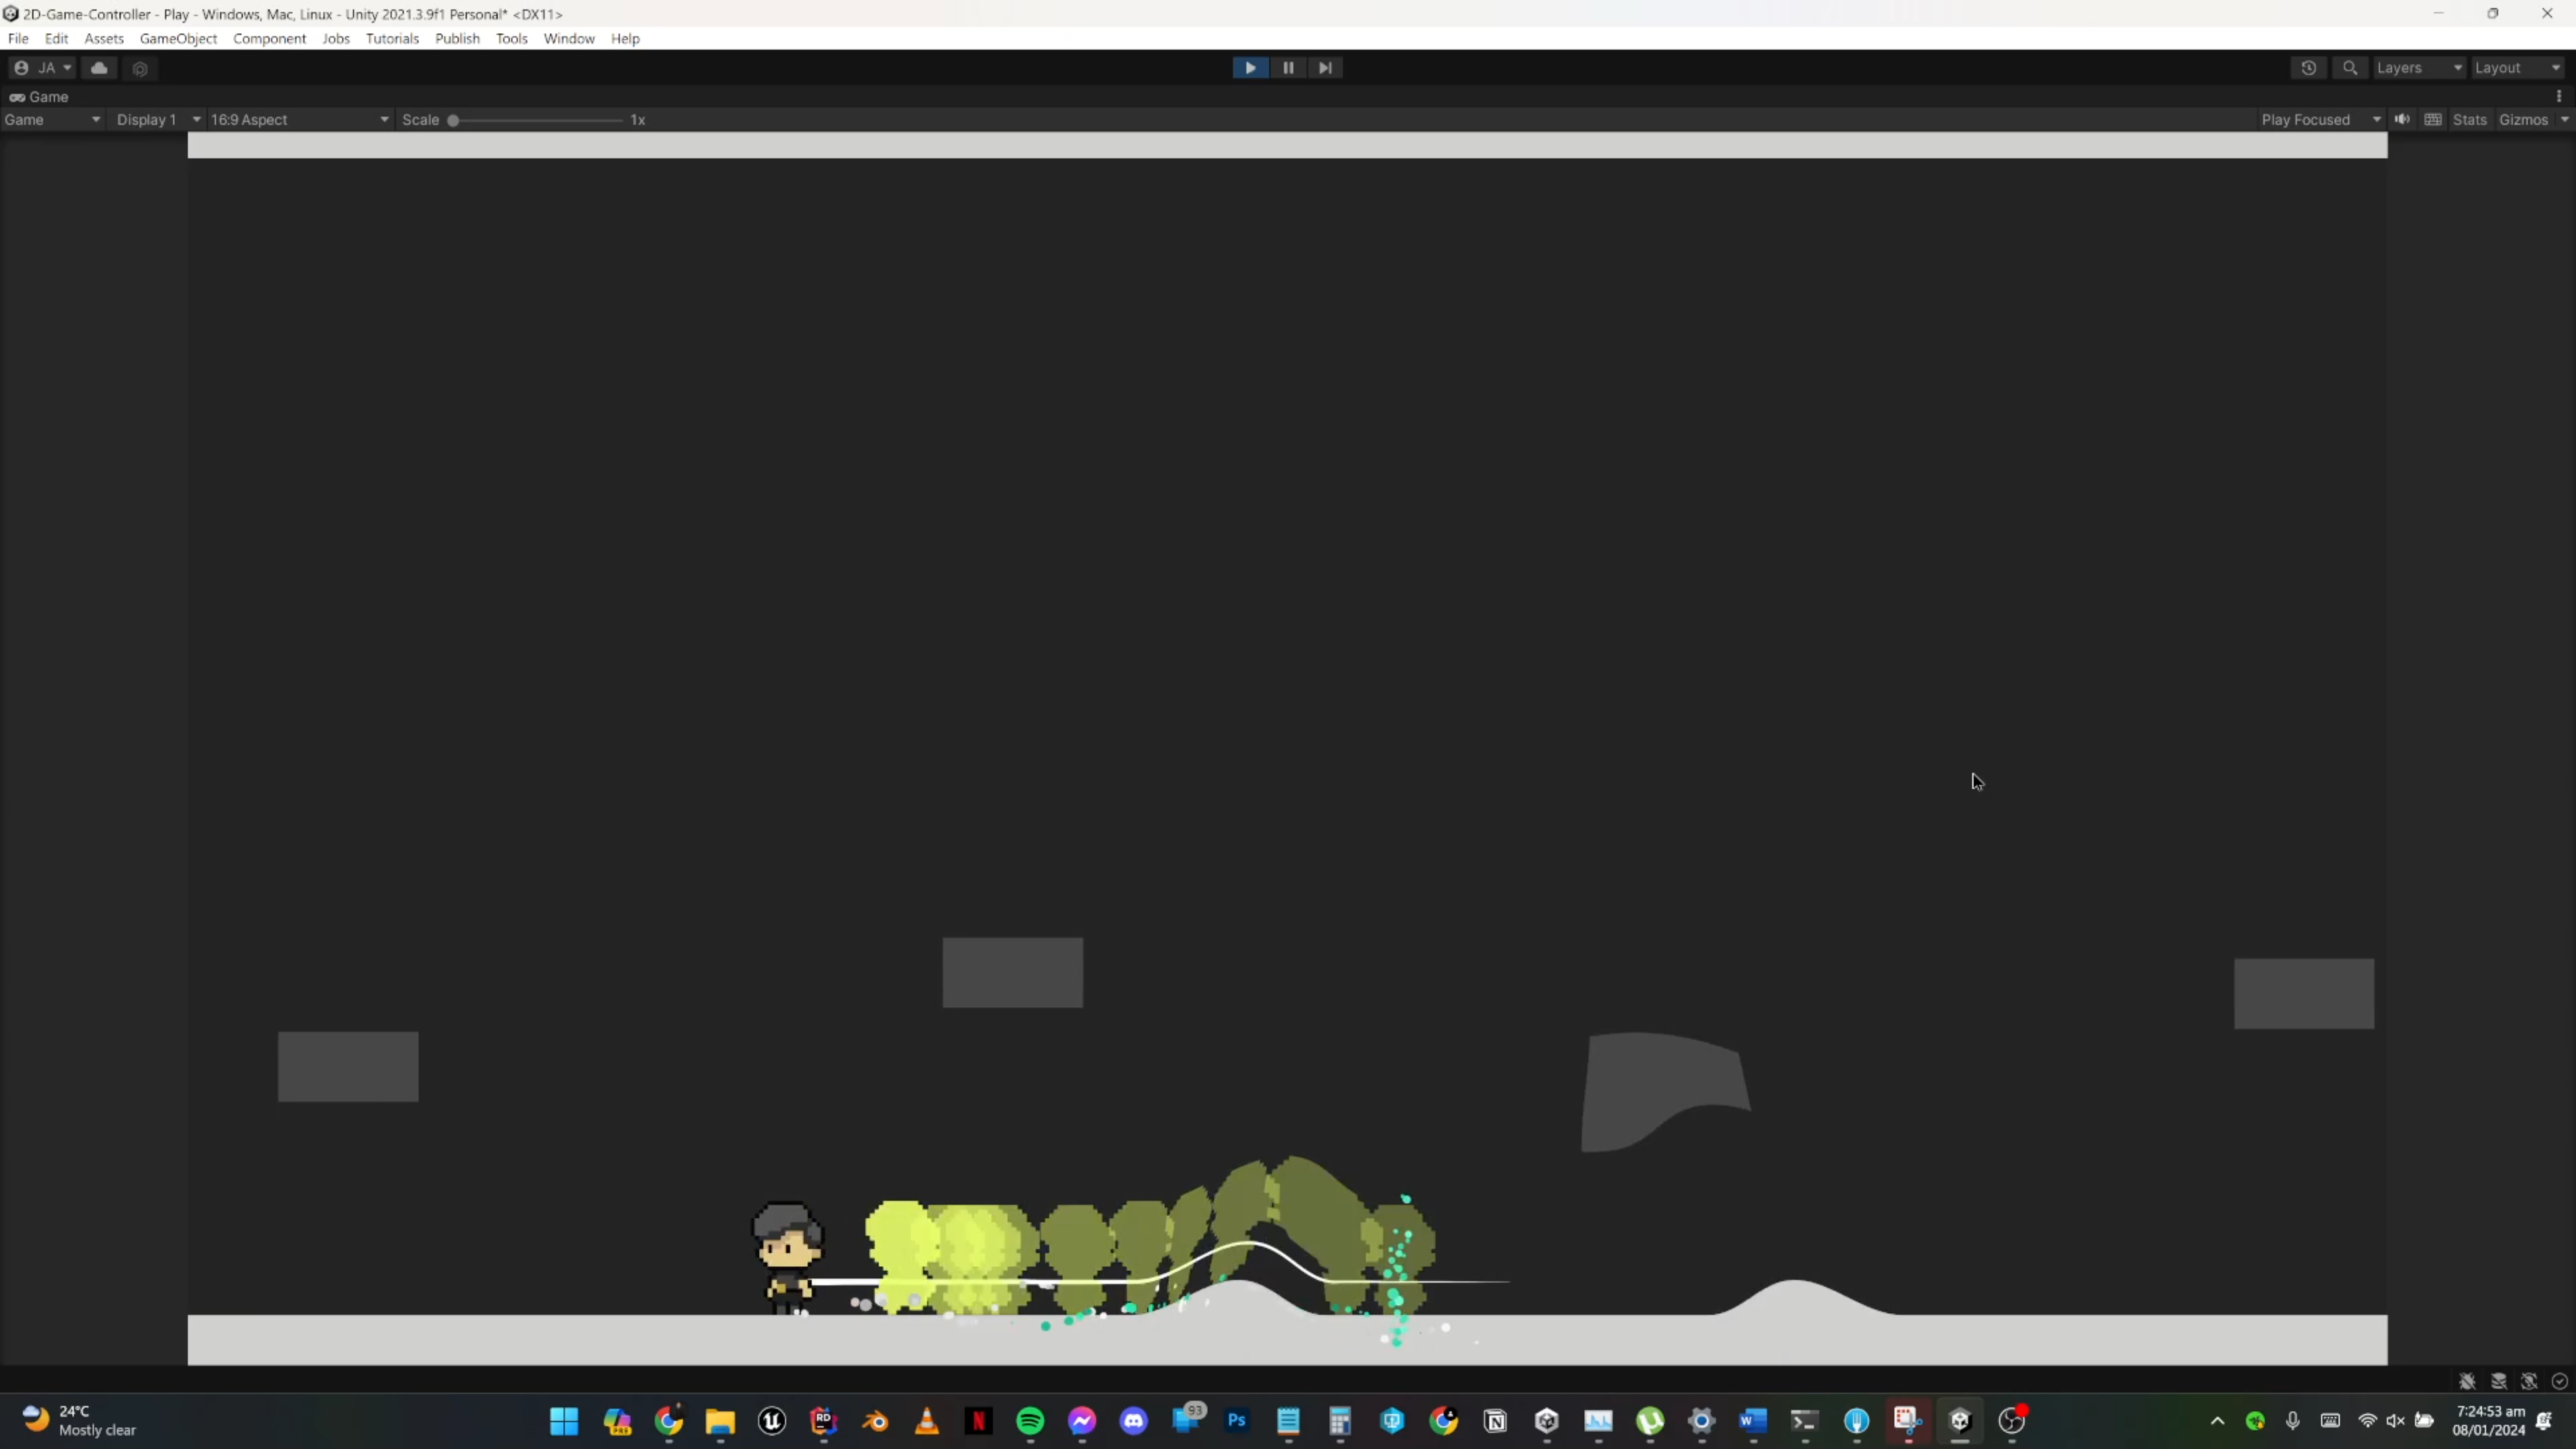 2D-Game-Controller - Play - Windows, Mac, Linux - Unity 2021.3.9f1 Personal* <DX11>
File Edit Assets GameObject Component Jobs Tutorials Publish Tools Window Help
JA Layers Layout
Game
Game Display 1 16:9 Aspect Scale 1x Play Focused Stats Gizmos
24°C
Mostly clear
PRE RD N 93 Ps N W
7:24:53 am
08/01/2024